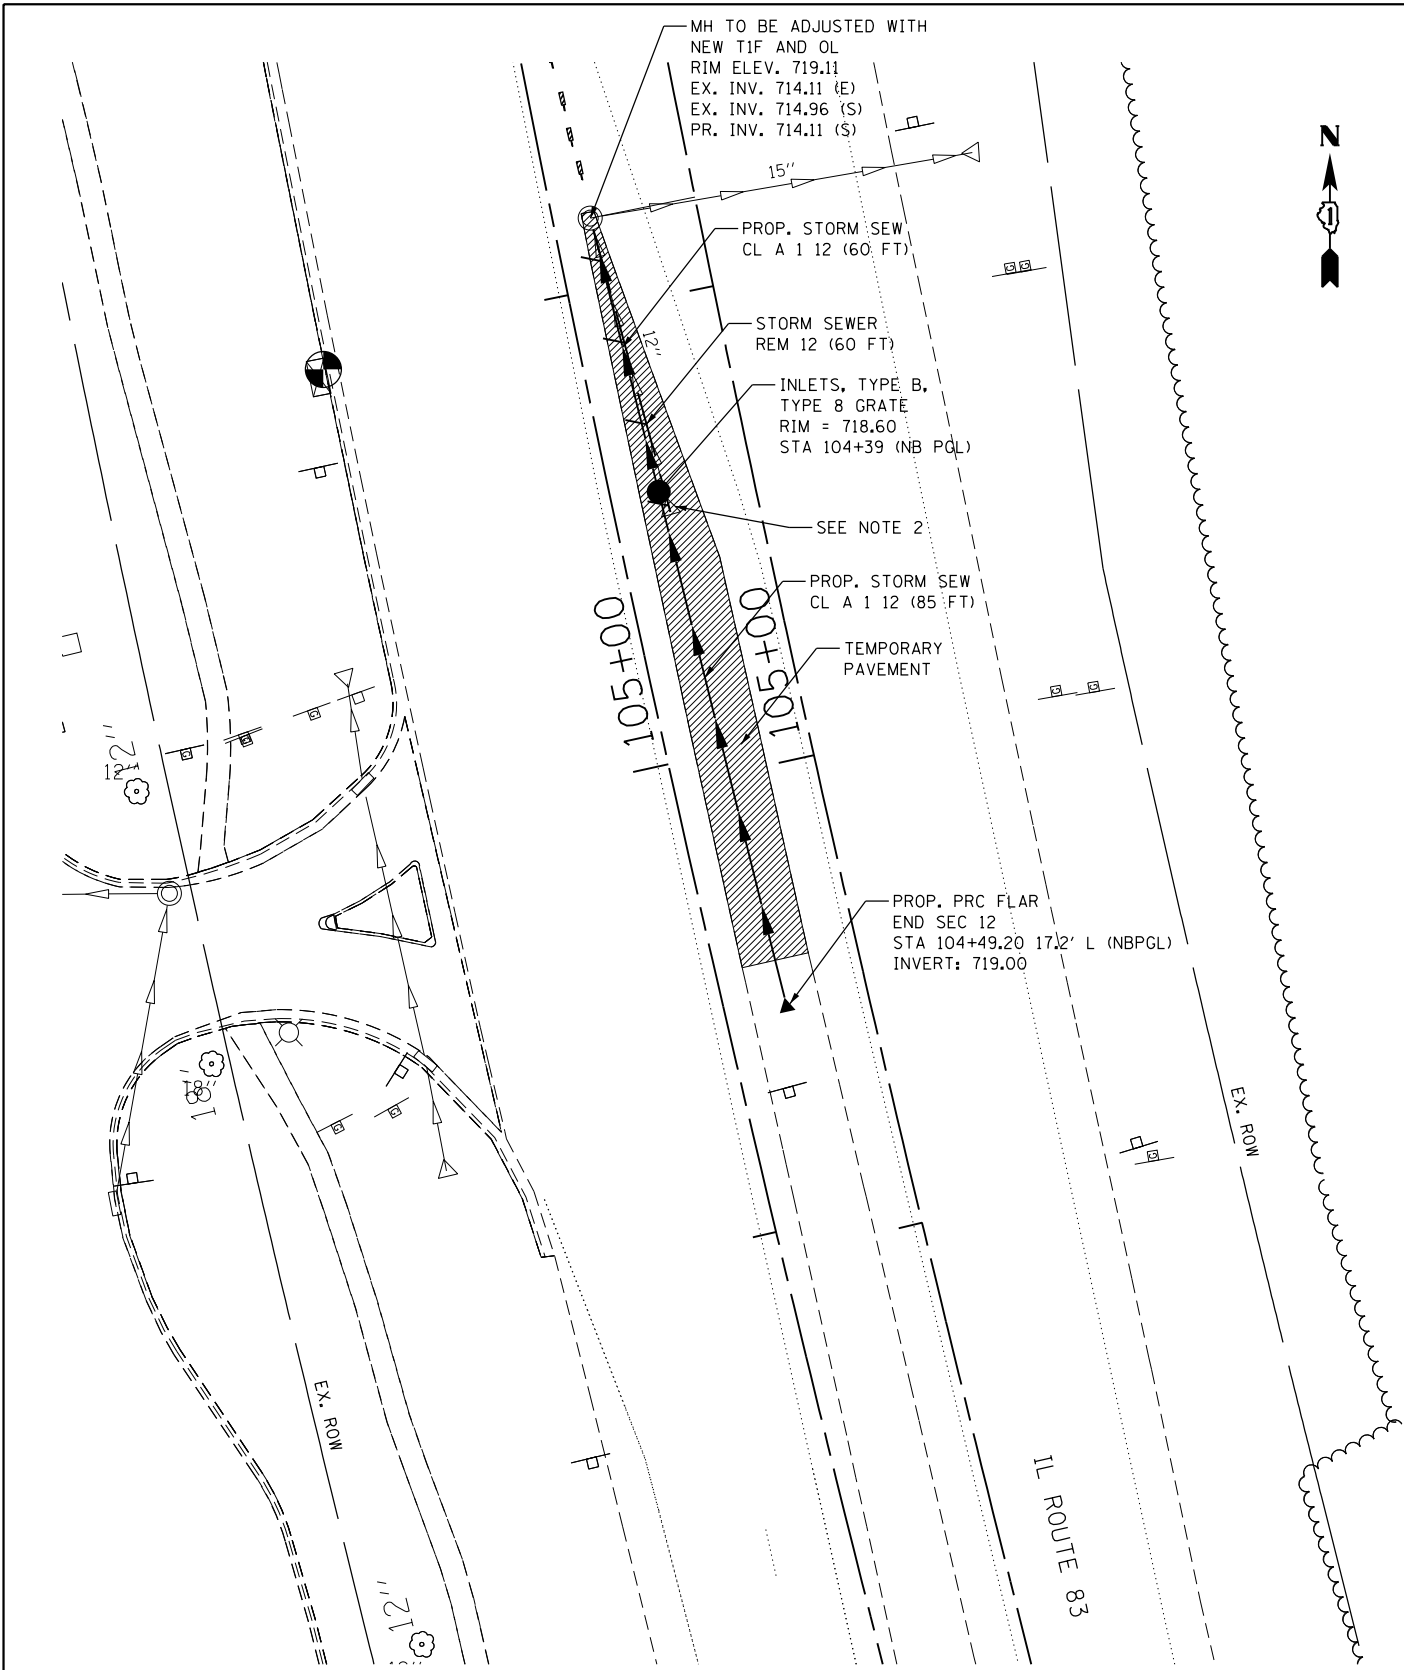 MH TO BE ADJUSTED WITH
NEW T1F AND OL
RIM ELEV. 719.11
EX. INV. 714.11 (E)
EX. INV. 714.96 (S)
PR. INV. 714.11 (S)
N
1
15''
PROP. STORM SEW
CL A 1 12 (60 FT)
STORM SEWER
REM 12 (60 FT)
12''
INLETS, TYPE B,
TYPE 8 GRATE
RIM = 718.60
STA 104+39 (NB PGL)
SEE NOTE 2
PROP. STORM SEW
CL A 1 12 (85 FT)
105+00
105+00
TEMPORARY
PAVEMENT
12''
12''
PROP. PRC FLAR
END SEC 12
STA 104+49.20 17.2' L (NBPGL)
INVERT: 719.00
18''
18''
EX. ROW
EX. ROW
IL ROUTE 83
12''
G
G
G
G
G
G
G
G
G
G